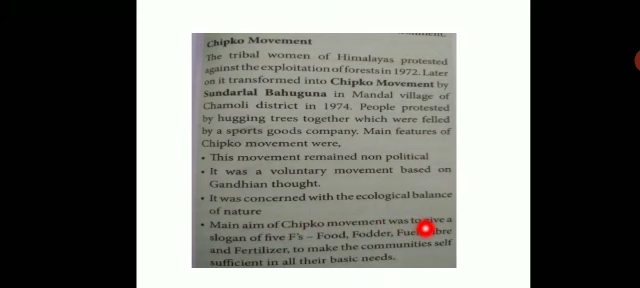 Chipko Movement
The tribal women of Himalayas protested
against the exploitation of forests in 1972. Later
on it transformed into Chipko Movement by
Sundarlal Bahuguna in Mandal village of
Chamoli district in 1974. People protested
by hugging trees together which were felled
by a sports goods company. Main features of
Chipko movement were,
• This movement remained non political
• It was a voluntary movement based on
Gandhian thought.
• It was concerned with the ecological balance
of nature
• Main aim of Chipko movement was to give a
slogan of five F's – Food, Fodder,
and Fertilizer, to make the communities self
sufficient in all their basic needs.